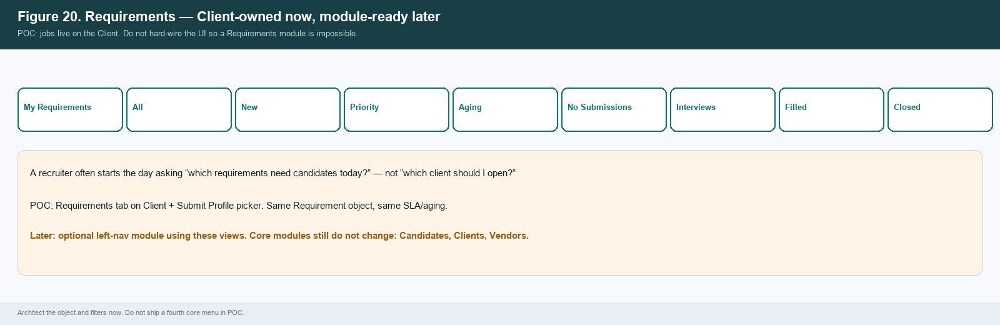 Figure 20. Requirements — Client-owned now, module-ready later
POC: jobs live on the Client. Do not hard-wire the UI so a Requirements module is impossible.
My Requirements
All
New
Priority
Aging
No Submissions
Interviews
Filled
Closed
A recruiter often starts the day asking “which requirements need candidates today?” — not “which client should I open?”
POC: Requirements tab on Client + Submit Profile picker. Same Requirement object, same SLA/aging.
Later: optional left-nav module using these views. Core modules still do not change: Candidates, Clients, Vendors.
Architect the object and filters now. Do not ship a fourth core menu in POC.